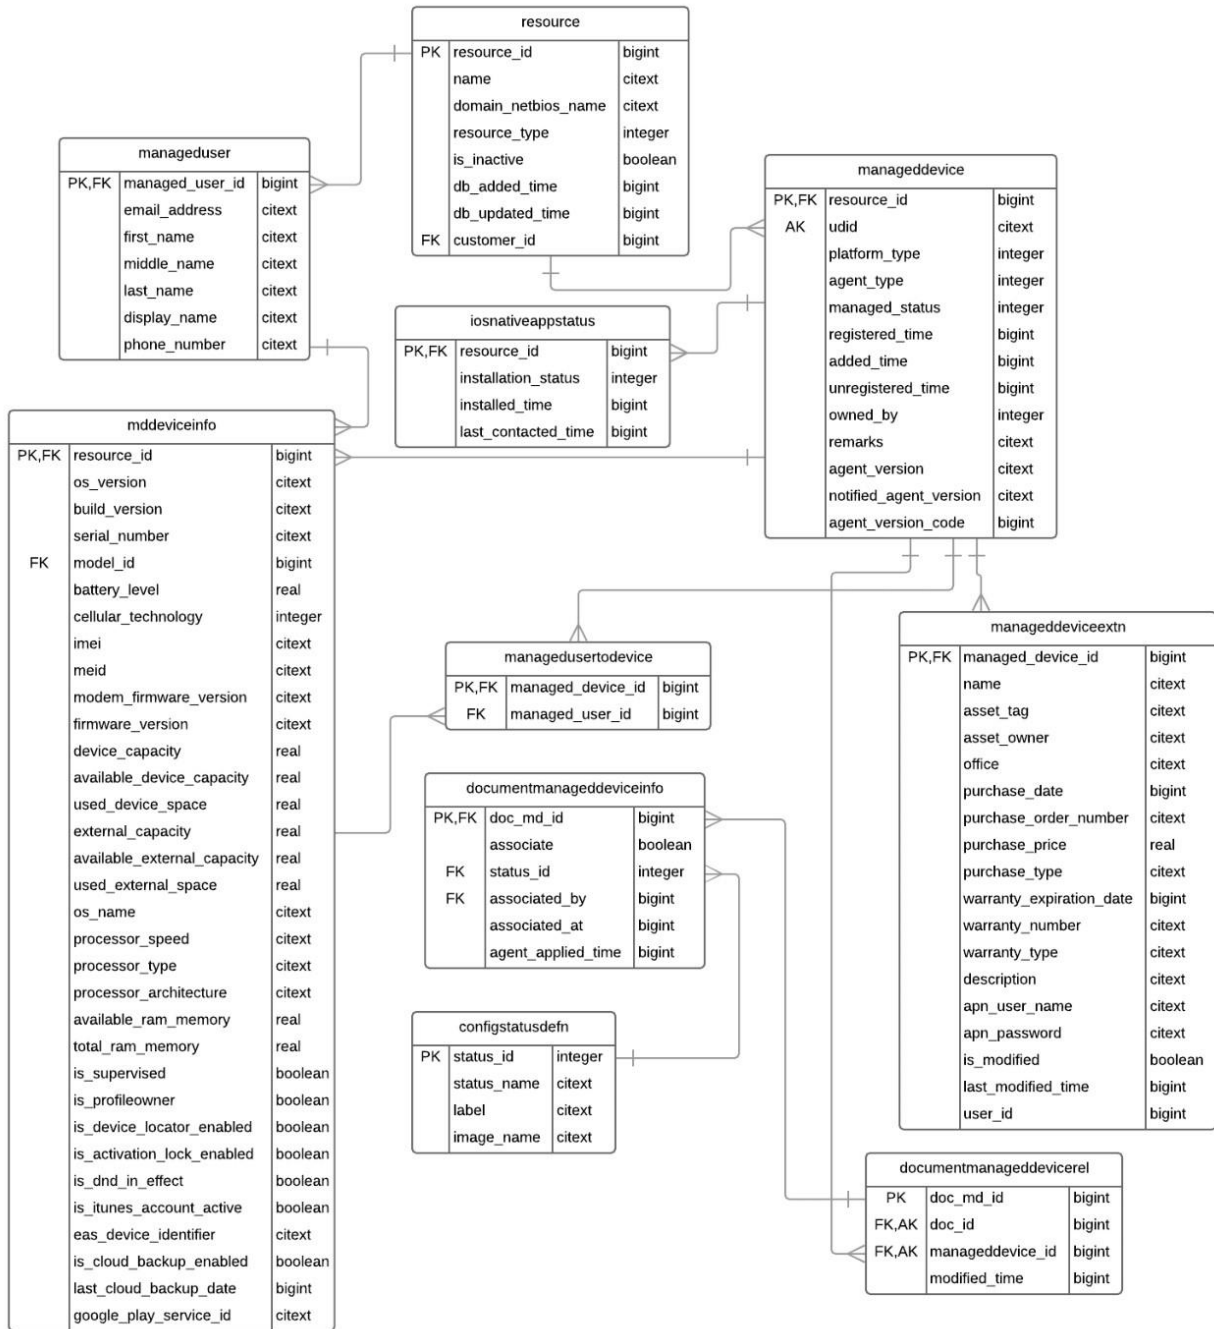 resource
PK resource_id bigint
name citext
domain_netbios_name citext
resource_type integer
is_inactive boolean
db_added_time bigint
db_updated_time bigint
FK customer_id bigint
manageduser
PK,FK managed_user_id bigint
email_address citext
first_name citext
middle_name citext
last_name citext
display_name citext
phone_number citext
manageddevice
PK,FK resource_id bigint
AK udid citext
platform_type integer
agent_type integer
managed_status integer
registered_time bigint
added_time bigint
unregistered_time bigint
owned_by integer
remarks citext
agent_version citext
notified_agent_version citext
agent_version_code bigint
iosnativeappstatus
PK,FK resource_id bigint
installation_status integer
installed_time bigint
last_contacted_time bigint
mddeviceinfo
PK,FK resource_id bigint
os_version citext
build_version citext
serial_number citext
FK model_id bigint
battery_level real
cellular_technology integer
imei citext
meid citext
modem_firmware_version citext
firmware_version citext
device_capacity real
available_device_capacity real
used_device_space real
external_capacity real
available_external_capacity real
used_external_space real
os_name citext
processor_speed citext
processor_type citext
processor_architecture citext
available_ram_memory real
total_ram_memory real
is_supervised boolean
is_profileowner boolean
is_device_locator_enabled boolean
is_activation_lock_enabled boolean
is_dnd_in_effect boolean
is_itunes_account_active boolean
eas_device_identifier citext
is_cloud_backup_enabled boolean
last_cloud_backup_date bigint
google_play_service_id citext
managedusertodevice
PK,FK managed_device_id bigint
FK managed_user_id bigint
manageddeviceextn
PK,FK managed_device_id bigint
name citext
asset_tag citext
asset_owner citext
office citext
purchase_date bigint
purchase_order_number citext
purchase_price real
purchase_type citext
warranty_expiration_date bigint
warranty_number citext
warranty_type citext
description citext
apn_user_name citext
apn_password citext
is_modified boolean
last_modified_time bigint
user_id bigint
documentmanageddeviceinfo
PK,FK doc_md_id bigint
associate boolean
FK status_id integer
FK associated_by bigint
associated_at bigint
agent_applied_time bigint
configstatusdefn
PK status_id integer
status_name citext
label citext
image_name citext
documentmanageddevicerel
PK doc_md_id bigint
FK,AK doc_id bigint
FK,AK manageddevice_id bigint
modified_time bigint